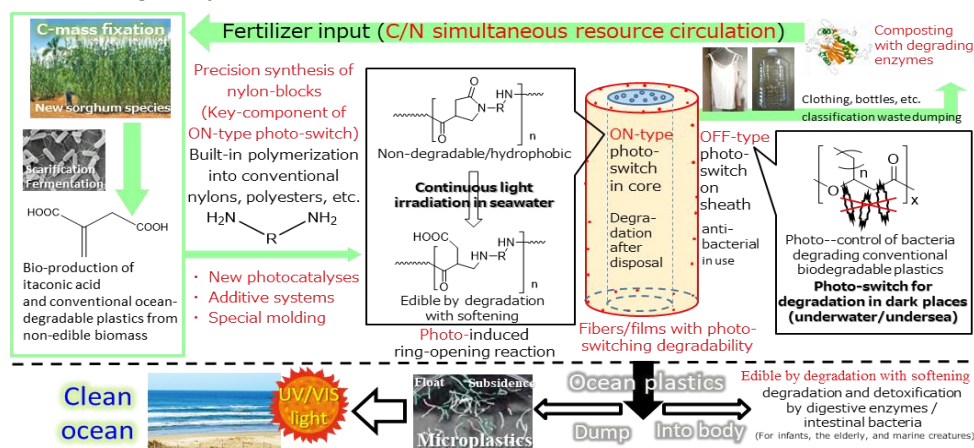 Fertilizer input (C/N simultaneous resource circulation)
C-mass fixation
New sorghum species
Scarification
Fermentation
HOOC
COOH
Bio-production of
itaconic acid
and conventional ocean-
degradable plastics from
non-edible biomass
Precision synthesis of
nylon-blocks
(Key-component of
ON-type photo-switch)
Built-in polymerization
into conventional
nylons, polyesters, etc.
H₂N
NH₂
R
・ New photocatalyses
・ Additive systems
・ Special molding
O
HN
N
R
O
n
Non-degradable/hydrophobic
Continuous light
irradiation in seawater
HOOC
HN
HN
R
O
n
Edible by degradation
with softening
Photo-induced
ring-opening reaction
ON-type
photo-
switch
in core
Degra-
dation
after
disposal
Fibers/films with photo-
switching degradability
OFF-type
photo-
switch
on
sheath
anti-
bacterial
in use
Composting
with degrading
enzymes
Clothing, bottles, etc.
classification waste dumping
n
O
O
x
Photo--control of bacteria
degrading conventional
biodegradable plastics
Photo-switch for
degradation in dark places
(underwater/undersea)
Clean
ocean
UV/VIS
light
Float
Subsidence
Microplastics
Ocean plastics
Dump
Into body
Edible by degradation with softening
degradation and detoxification
by digestive enzymes /
intestinal bacteria
(For infants, the elderly, and marine creatures)